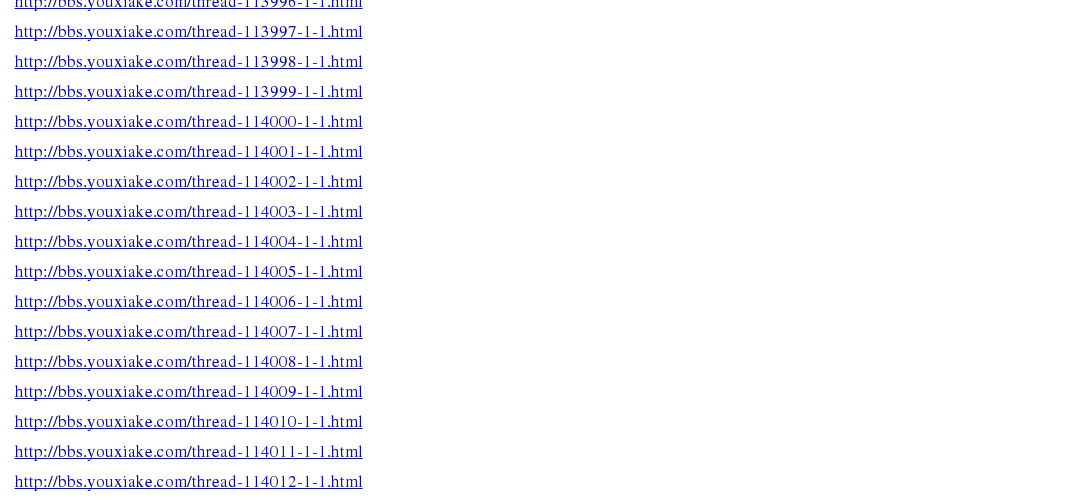 http://bbs.youxiake.com/thread-113996-1-1.html
http://bbs.youxiake.com/thread-113997-1-1.html
http://bbs.youxiake.com/thread-113998-1-1.html
http://bbs.youxiake.com/thread-113999-1-1.html
http://bbs.youxiake.com/thread-114000-1-1.html
http://bbs.youxiake.com/thread-114001-1-1.html
http://bbs.youxiake.com/thread-114002-1-1.html
http://bbs.youxiake.com/thread-114003-1-1.html
http://bbs.youxiake.com/thread-114004-1-1.html
http://bbs.youxiake.com/thread-114005-1-1.html
http://bbs.youxiake.com/thread-114006-1-1.html
http://bbs.youxiake.com/thread-114007-1-1.html
http://bbs.youxiake.com/thread-114008-1-1.html
http://bbs.youxiake.com/thread-114009-1-1.html
http://bbs.youxiake.com/thread-114010-1-1.html
http://bbs.youxiake.com/thread-114011-1-1.html
http://bbs.youxiake.com/thread-114012-1-1.html